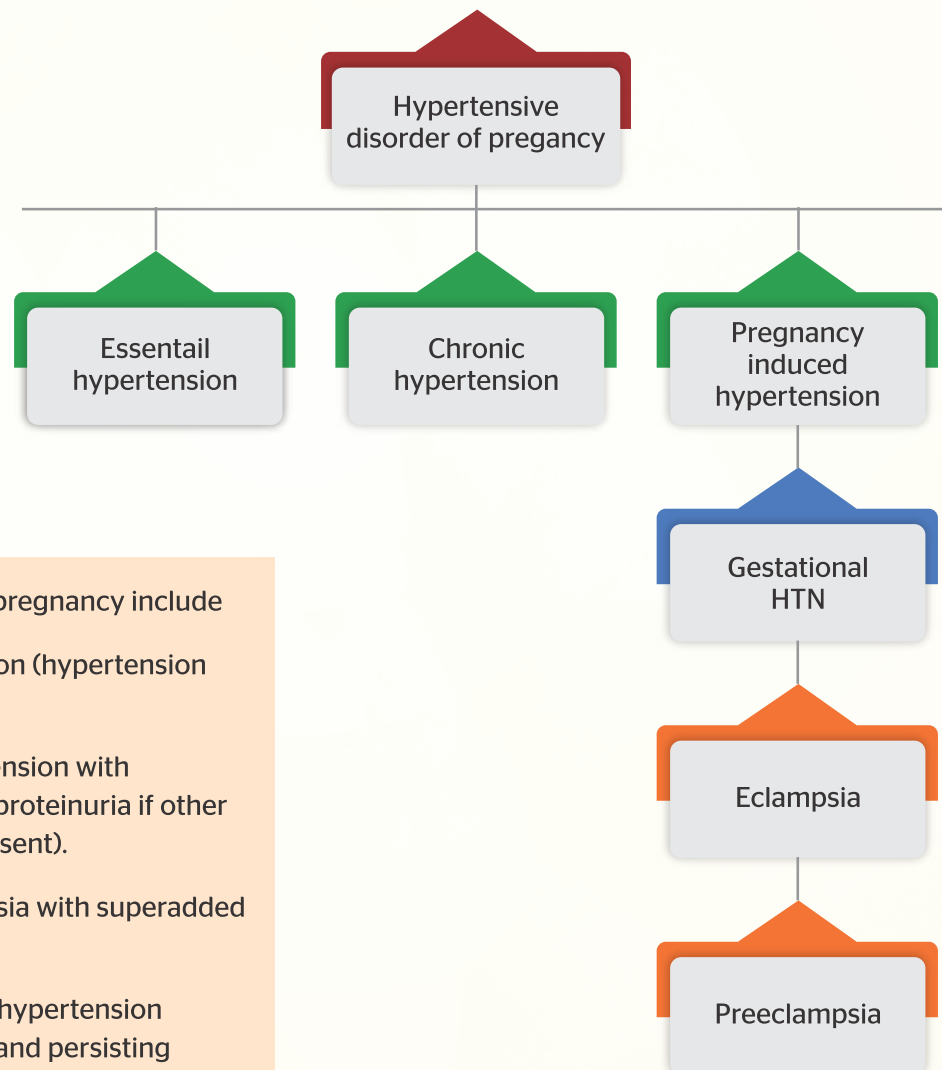 Hypertensive
disorder of pregancy
Essentail
hypertension
Chronic
hypertension
Pregnancy
induced
hypertension
Gestational
HTN
Eclampsia
Preeclampsia
pregnancy include
on (hypertension
ension with
proteinuria if other
sent).
sia with superadded
hypertension
and persisting